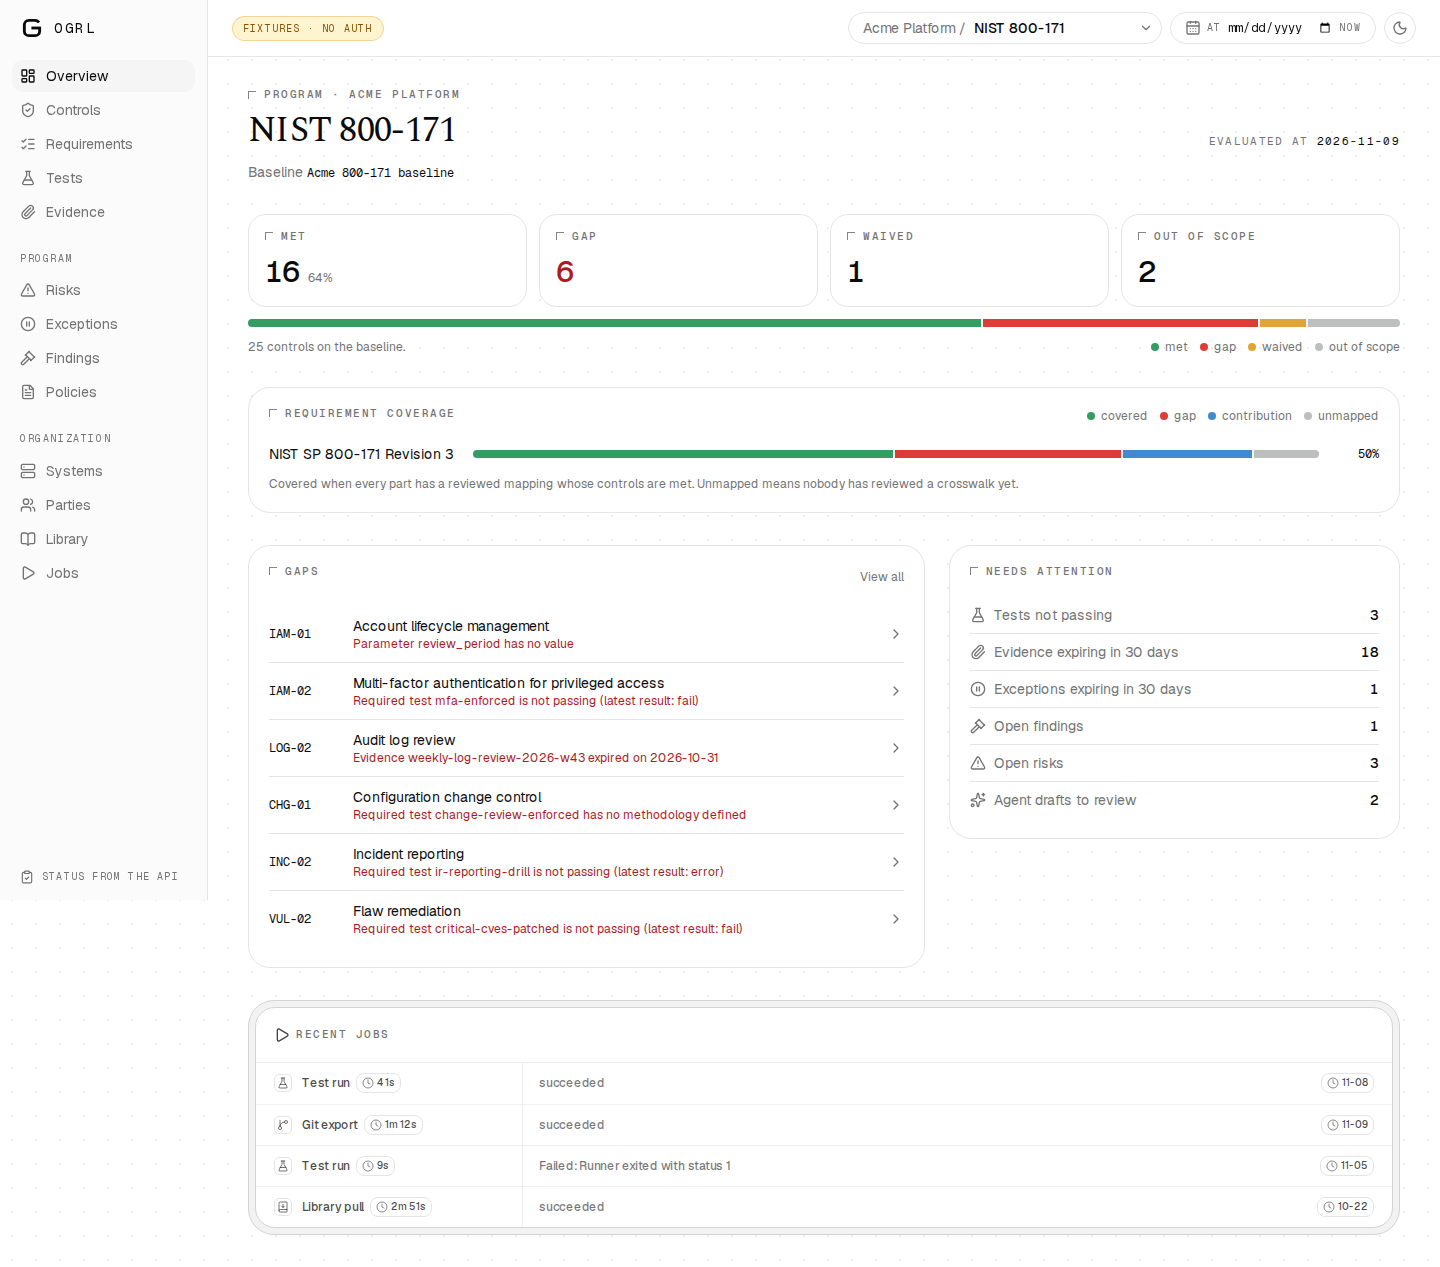 OGRL
FIXTURES · NO AUTH
Acme Platform / NIST 800-171
AT mm/dd/yyyy NOW
Overview
Controls
Requirements
Tests
Evidence
PROGRAM
Risks
Exceptions
Findings
Policies
ORGANIZATION
Systems
Parties
Library
Jobs
STATUS FROM THE API
PROGRAM · ACME PLATFORM
NIST 800-171
Baseline Acme 800-171 baseline
EVALUATED AT 2026-11-09
MET
16 64%
GAP
6
WAIVED
1
OUT OF SCOPE
2
25 controls on the baseline.
met gap waived out of scope
REQUIREMENT COVERAGE
covered gap contribution unmapped
NIST SP 800-171 Revision 3 50%
Covered when every part has a reviewed mapping whose controls are met. Unmapped means nobody has reviewed a crosswalk yet.
GAPS
View all
IAM-01 Account lifecycle management
Parameter review_period has no value
IAM-02 Multi-factor authentication for privileged access
Required test mfa-enforced is not passing (latest result: fail)
LOG-02 Audit log review
Evidence weekly-log-review-2026-w43 expired on 2026-10-31
CHG-01 Configuration change control
Required test change-review-enforced has no methodology defined
INC-02 Incident reporting
Required test ir-reporting-drill is not passing (latest result: error)
VUL-02 Flaw remediation
Required test critical-cves-patched is not passing (latest result: fail)
NEEDS ATTENTION
Tests not passing 3
Evidence expiring in 30 days 18
Exceptions expiring in 30 days 1
Open findings 1
Open risks 3
Agent drafts to review 2
RECENT JOBS
Test run 41s succeeded 11-08
Git export 1m 12s succeeded 11-09
Test run 9s Failed: Runner exited with status 1 11-05
Library pull 2m 51s succeeded 10-22